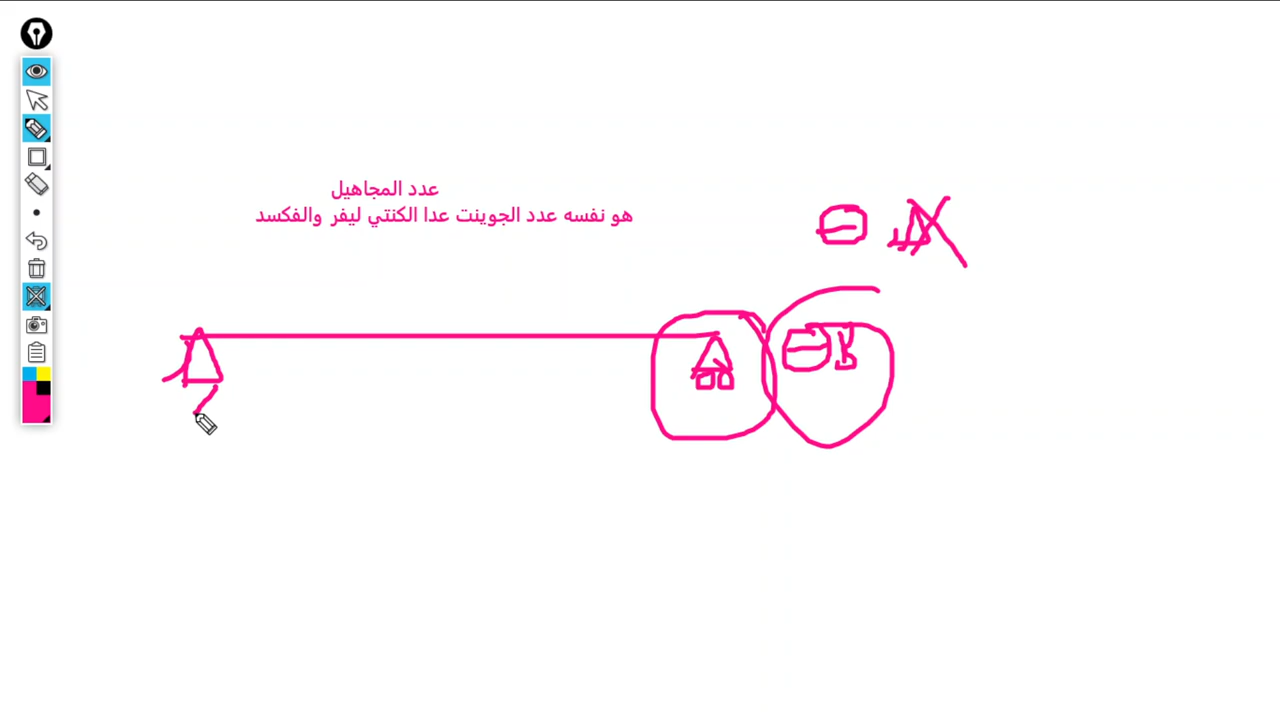 عدد المجاهيل
هو نفسه عدد الجوينت عدا الكنتي ليفر والفكسد
θ
θ B